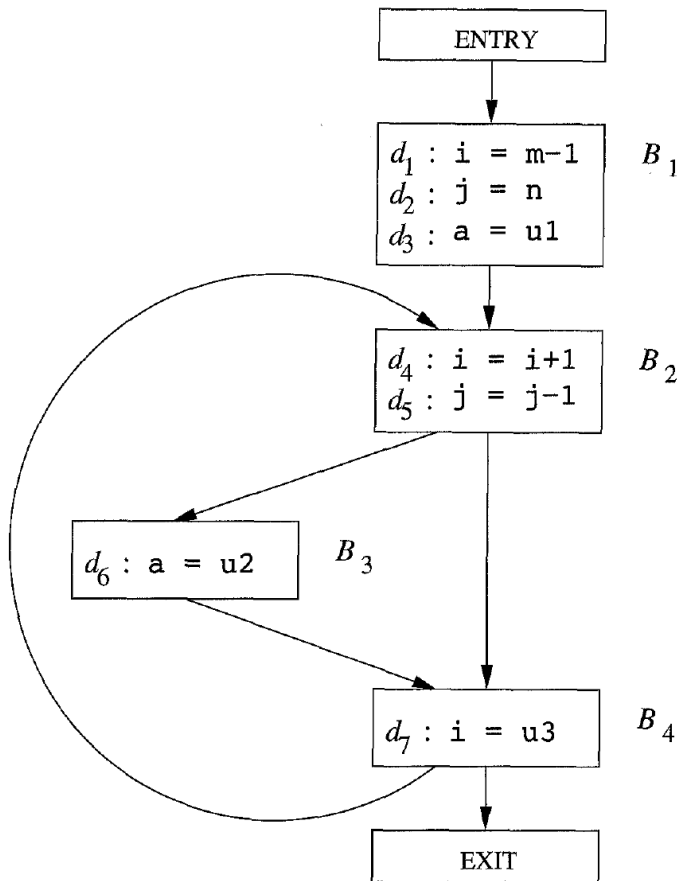 ENTRY
d1 : i = m-1
d2 : j = n
d3 : a = u1
B1
d4 : i = i+1
d5 : j = j-1
B2
d6 : a = u2
B3
d7 : i = u3
B4
EXIT